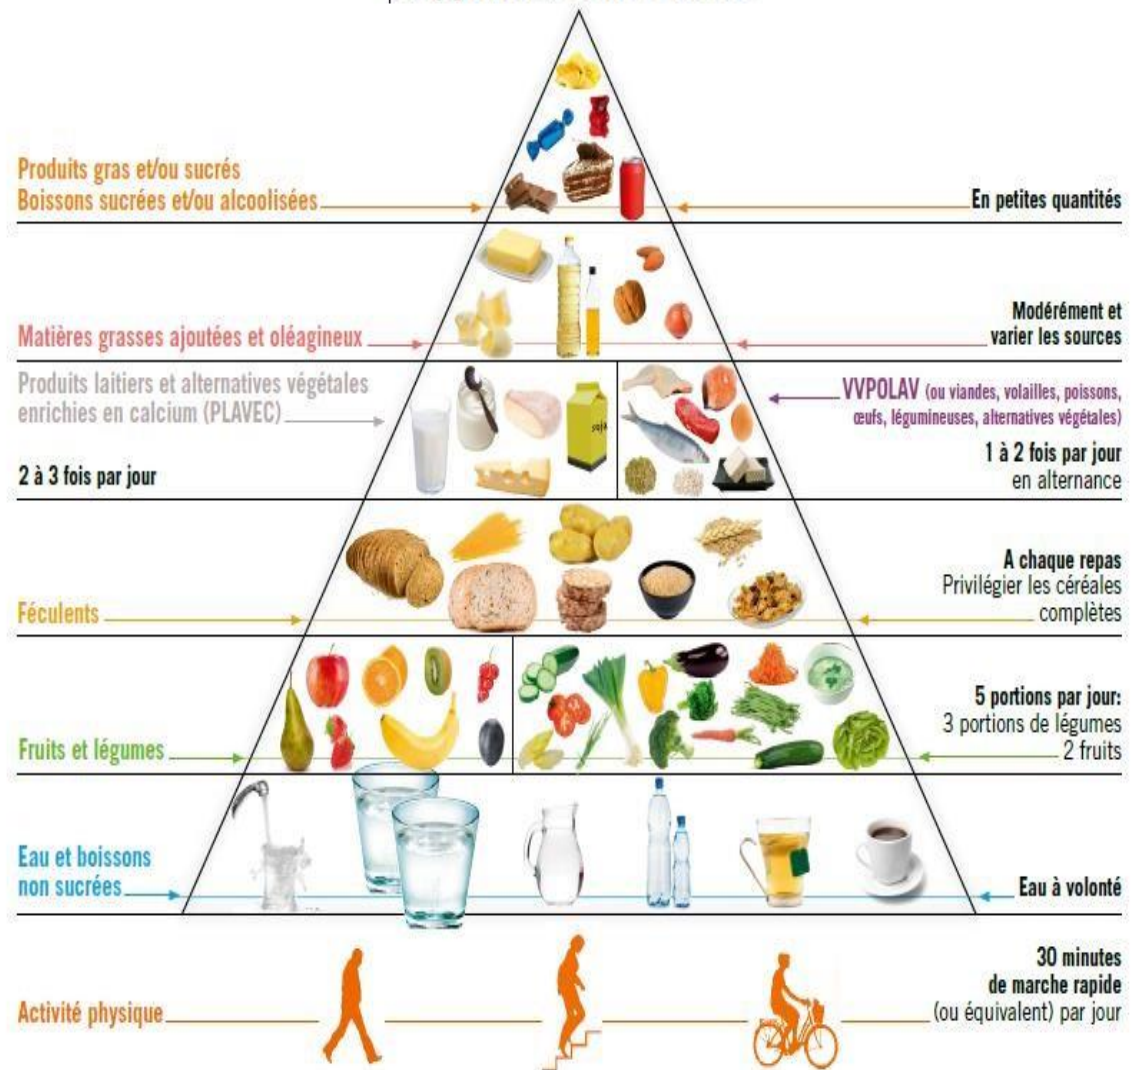 Produits gras et/ou sucrés
Boissons sucrées et/ou alcoolisées
En petites quantités
Matières grasses ajoutées et oléagineux
Modérément et
varier les sources
Produits laitiers et alternatives végétales
enrichies en calcium (PLAVEC)
2 à 3 fois par jour
VVPOLAV (ou viandes, volailles, poissons,
œufs, légumineuses, alternatives végétales)
1 à 2 fois par jour
en alternance
Féculents
A chaque repas
Privilégier les céréales
complètes
Fruits et légumes
5 portions par jour:
3 portions de légumes
2 fruits
Eau et boissons
non sucrées
Eau à volonté
Activité physique
30 minutes
de marche rapide
(ou équivalent) par jour